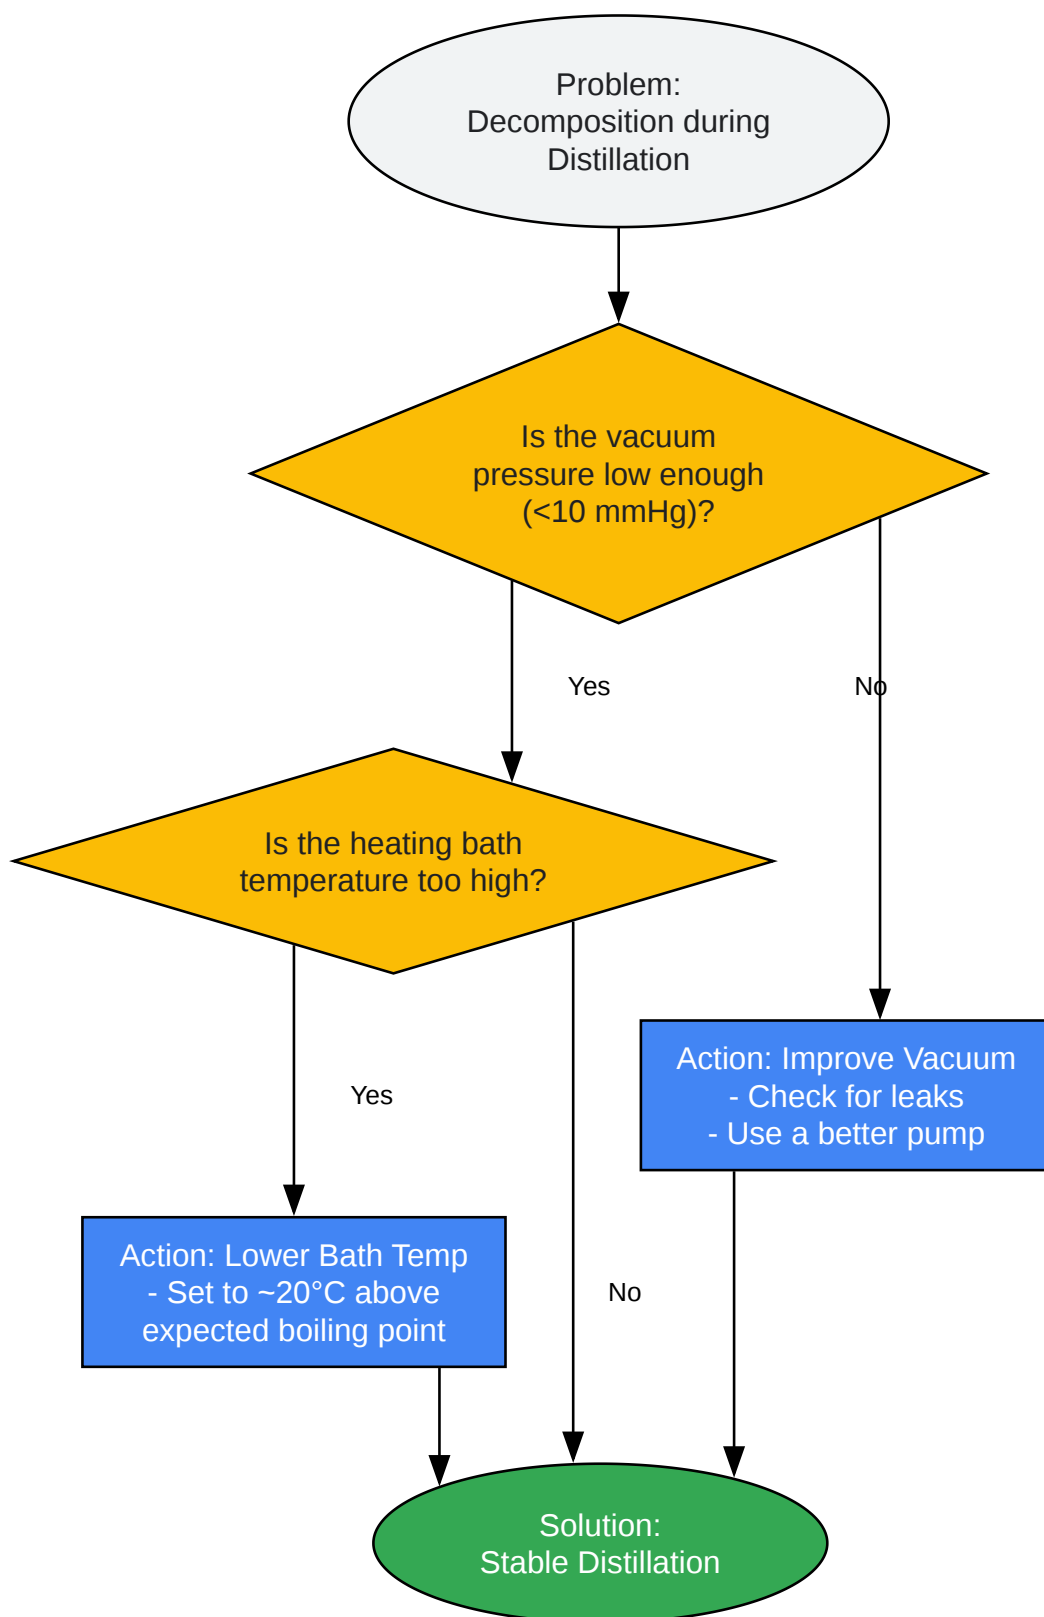 Problem:
Decomposition during
Distillation
Is the vacuum
pressure low enough
(<10 mmHg)?
Yes
No
Is the heating bath
temperature too high?
Action: Improve Vacuum
- Check for leaks
- Use a better pump
Yes
Action: Lower Bath Temp
- Set to ~20°C above
expected boiling point
No
Solution:
Stable Distillation